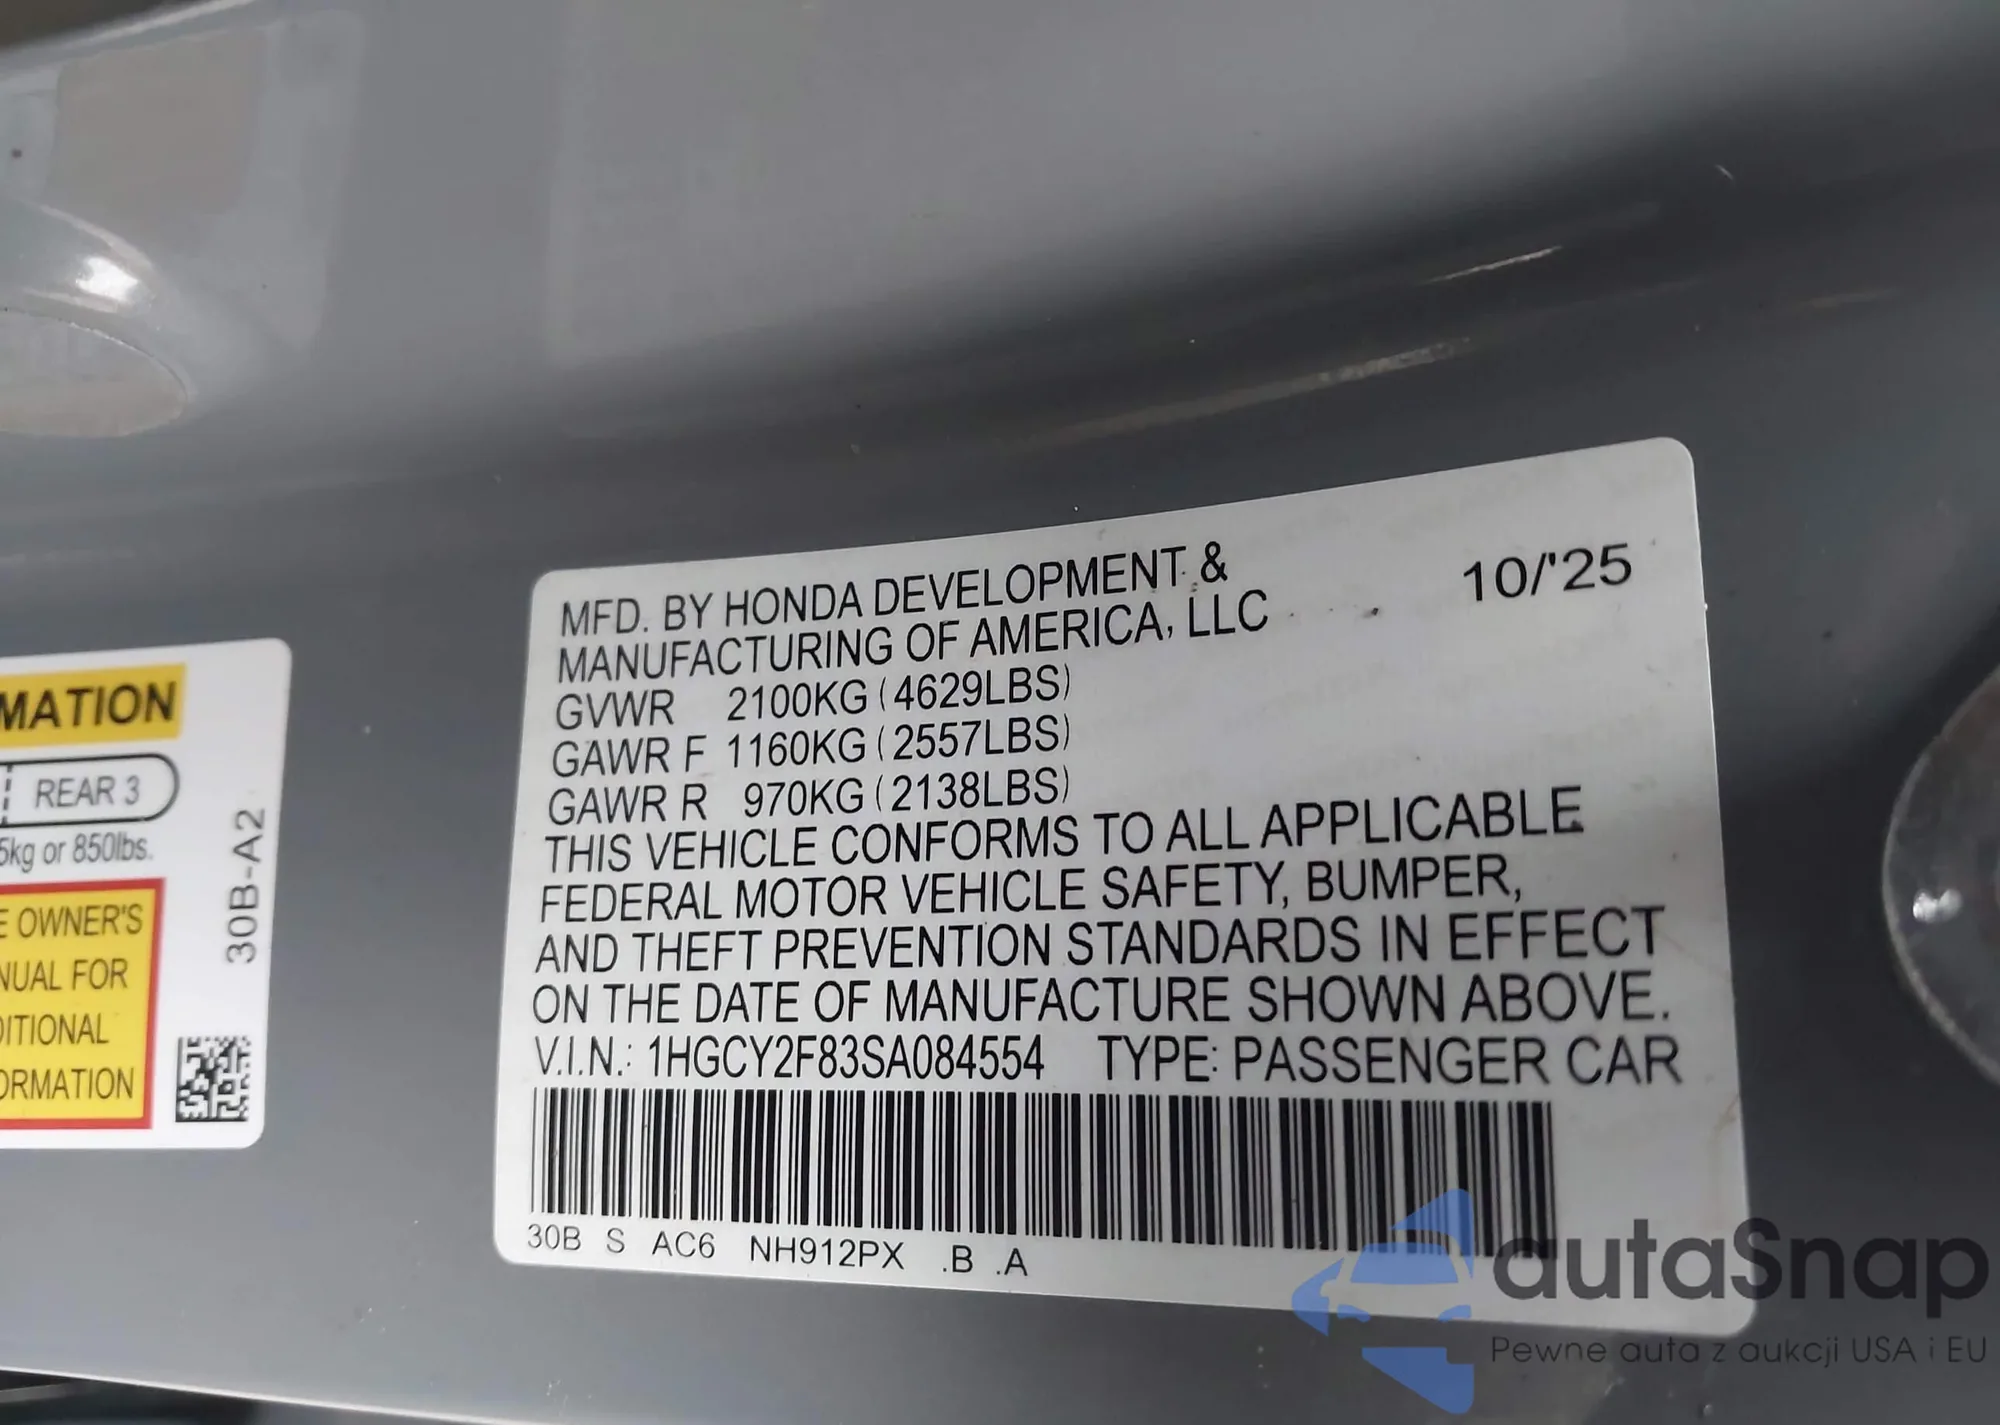 MATION
REAR 3
5kg or 850lbs.
E OWNER'S
NUAL FOR
DITIONAL
ORMATION
30B-A2
MFD. BY HONDA DEVELOPMENT &
MANUFACTURING OF AMERICA, LLC
10/'25
GVWR 2100KG (4629LBS)
GAWR F 1160KG (2557LBS)
GAWR R 970KG (2138LBS)
THIS VEHICLE CONFORMS TO ALL APPLICABLE
FEDERAL MOTOR VEHICLE SAFETY, BUMPER,
AND THEFT PREVENTION STANDARDS IN EFFECT
ON THE DATE OF MANUFACTURE SHOWN ABOVE.
V.I.N.: 1HGCY2F83SA084554 TYPE: PASSENGER CAR
30B S AC6 NH912PX .B .A
autaSnap
Pewne auta z aukcji USA i EU